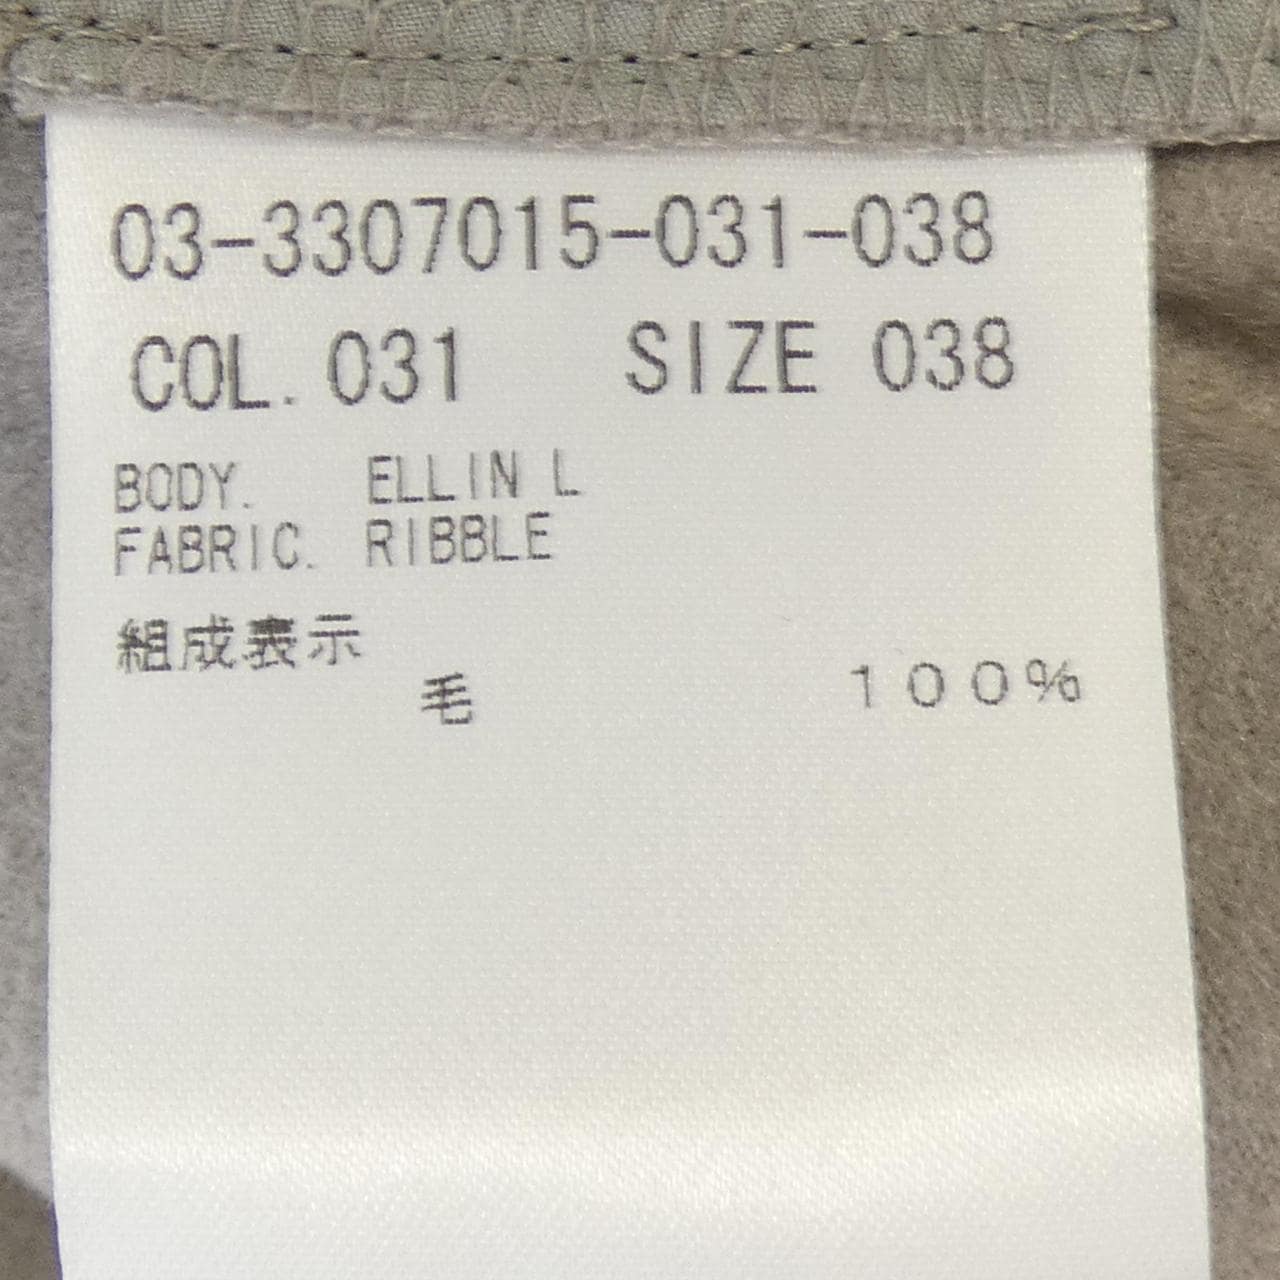 03-3307015-031-038
COL. 031 SIZE 038
BODY. ELLIN L
FABRIC. RIBBLE
組成表示
毛 100%